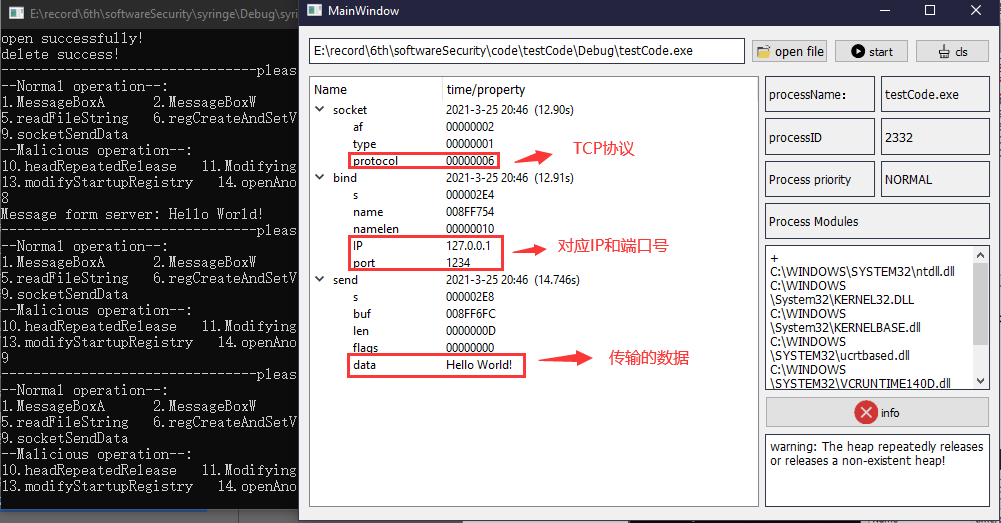 E:\record\6th\softwareSecurity\syringe\Debug\syri
open successfully!
delete success!
--------------------------------pleas
--Normal operation--:
1.MessageBoxA 2.MessageBoxW
5.readFileString 6.regCreateAndSetV
9.socketSendData
--Malicious operation--:
10.headRepeatedRelease 11.Modifying
13.modifyStartupRegistry 14.openAno
8
Message form server: Hello World!
--------------------------------pleas
--Normal operation--:
1.MessageBoxA 2.MessageBoxW
5.readFileString 6.regCreateAndSetV
9.socketSendData
--Malicious operation--:
10.headRepeatedRelease 11.Modifying
13.modifyStartupRegistry 14.openAno
9
--------------------------------pleas
--Normal operation--:
1.MessageBoxA 2.MessageBoxW
5.readFileString 6.regCreateAndSetV
9.socketSendData
--Malicious operation--:
10.headRepeatedRelease 11.Modifying
13.modifyStartupRegistry 14.openAno
MainWindow
E:\record\6th\softwareSecurity\code\testCode\Debug\testCode.exe
open file start cls
Name time/property
socket 2021-3-25 20:46 (12.90s)
af 00000002
type 00000001
protocol 00000006 TCP协议
bind 2021-3-25 20:46 (12.91s)
s 000002E4
name 008FF754
namelen 00000010
IP 127.0.0.1 对应IP和端口号
port 1234
send 2021-3-25 20:46 (14.746s)
s 000002E8
buf 008FF6FC
len 0000000D
flags 00000000
data Hello World! 传输的数据
processName: testCode.exe
processID 2332
Process priority NORMAL
Process Modules
+
C:\WINDOWS\SYSTEM32\ntdll.dll
C:\WINDOWS
\System32\KERNEL32.DLL
C:\WINDOWS
\System32\KERNELBASE.dll
C:\WINDOWS
\SYSTEM32\ucrtbased.dll
C:\WINDOWS
\SYSTEM32\VCRUNTIME140D.dll
info
warning: The heap repeatedly releases
or releases a non-existent heap!